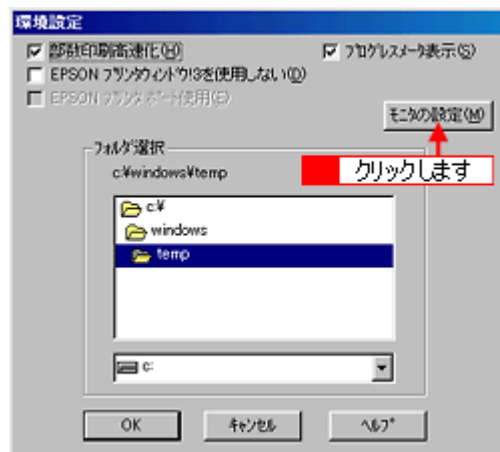 環境設定
部数印刷高速化(H)
プログレスメータ表示(S)
EPSON プリンタウィンドウ!3を使用しない(D)
EPSON プリンタポート使用(E)
モニタの設定(M)
クリックします
フォルダ選択
c:¥windows¥temp
c:¥
windows
temp
c:
OK
キャンセル
ヘルプ